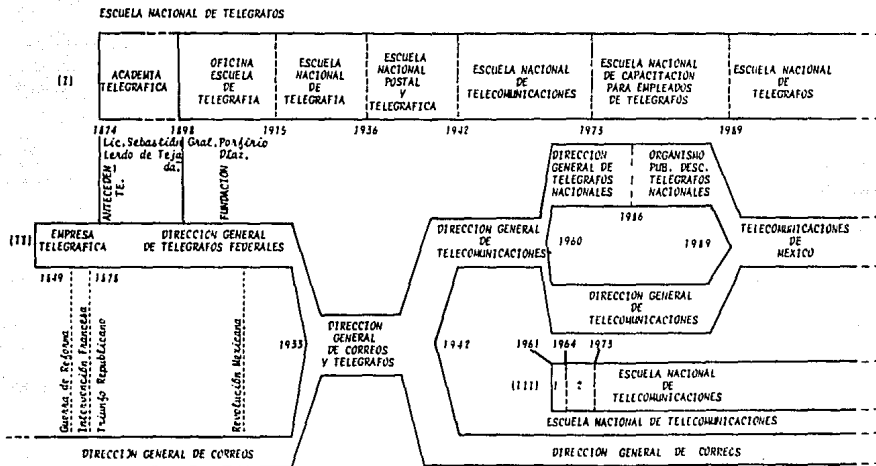 ESCUELA NACIONAL DE TELEGRAFOS
(I)
ACADEMIA
TELEGRAFICA
OFICINA
ESCUELA
DE
TELEGRAFIA
ESCUELA
NACIONAL
DE
TELEGRAFIA
ESCUELA
NACIONAL
POSTAL
Y
TELEGRAFICA
ESCUELA NACIONAL
DE
TELECOMUNICACIONES
ESCUELA NACIONAL
DE CAPACITACIÓN
PARA EMPLEADOS
DE TELEGRAFOS
ESCUELA NACIONAL
DE
TELEGRAFOS
1874
1898
1915
1936
1942
1973
1989
Lic. Sebastián
Lerdo de Teja
da.
Gral. Porfirio
Díaz.
ANTECEDEN
TE.
FUNDACION
DIRECCION
GENERAL DE
TELEGRAFOS
NACIONALES
ORGANISMO
PUB. DESC.
TELEGRAFOS
NACIONALES
1986
(II)
EMPRESA
TELEGRAFICA
DIRECCION GENERAL
DE TELEGRAFOS FEDERALES
DIRECCION GENERAL
DE
TELECOMUNICACIONES
1960
1989
TELECOMUNICACIONES
DE
MEXICO
1849
1878
Guerra de Reforma
Intervención Francesa
Triunfo Republicano
Revolución Mexicana
1933
DIRECCION
GENERAL
DE CORREOS
Y TELEGRAFOS
1942
DIRECCION GENERAL
DE
TELECOMUNICACIONES
1961
1964
1973
(III)
1
2
ESCUELA NACIONAL
DE
TELECOMUNICACIONES
ESCUELA NACIONAL DE TELECOMUNICACIONES
DIRECCION GENERAL DE CORREOS
DIRECCION GENERAL DE CORREOS